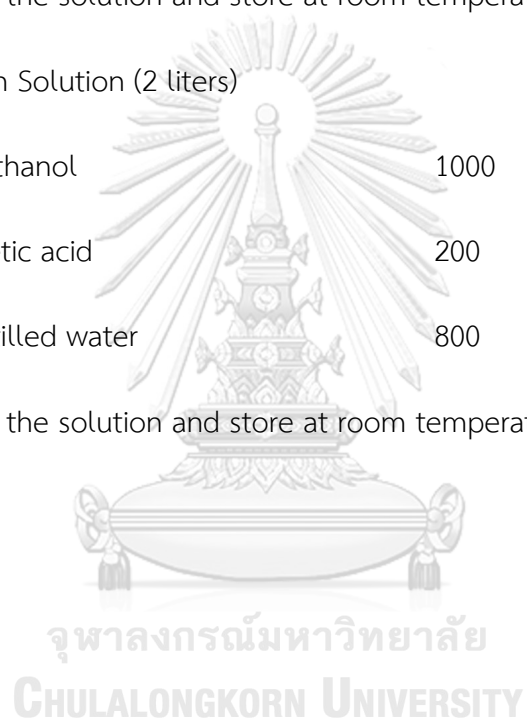 the solution and store at room tempera
n Solution (2 liters)
thanol 1000
tic acid 200
illed water 800
the solution and store at room tempera
จุฬาลงกรณ์มหาวิทยาลัย
CHULALONGKORN UNIVERSITY